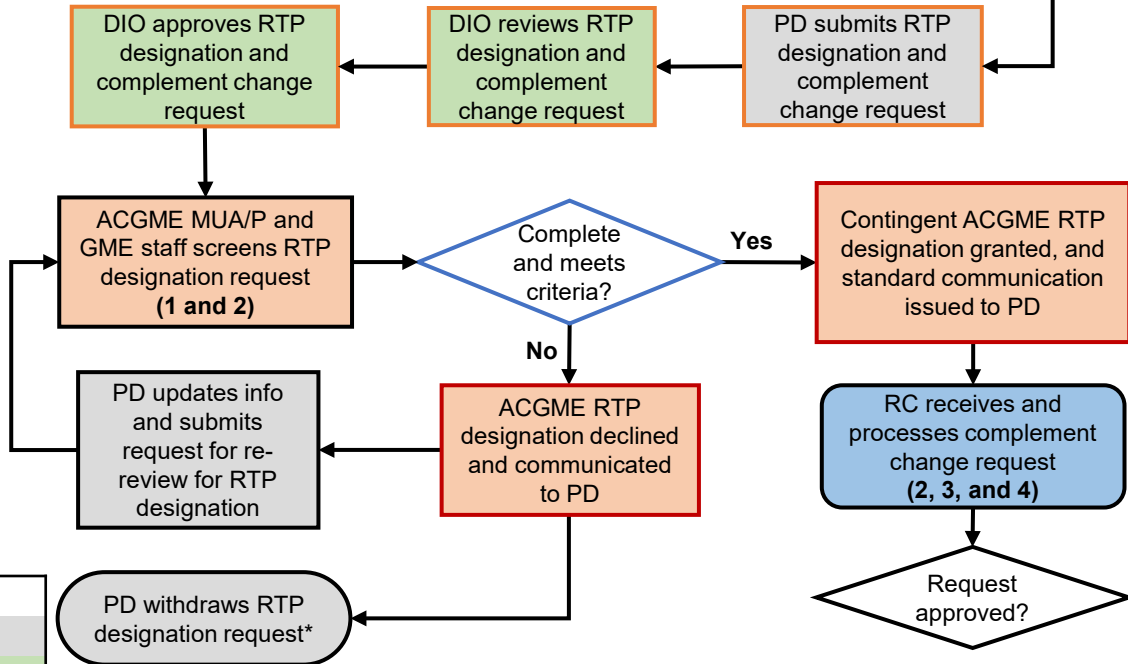 DIO approves RTP
designation and
complement change
request
DIO reviews RTP
designation and
complement
change request
PD submits RTP
designation and
complement
change request
ACGME MUA/P and
GME staff screens RTP
designation request
(1 and 2)
Complete
and meets
criteria?
Yes
Contingent ACGME RTP
designation granted, and
standard communication
issued to PD
No
PD updates info
and submits
request for re-
review for RTP
designation
ACGME RTP
designation declined
and communicated
to PD
RC receives and
processes complement
change request
(2, 3, and 4)
PD withdraws RTP
designation request*
Request
approved?